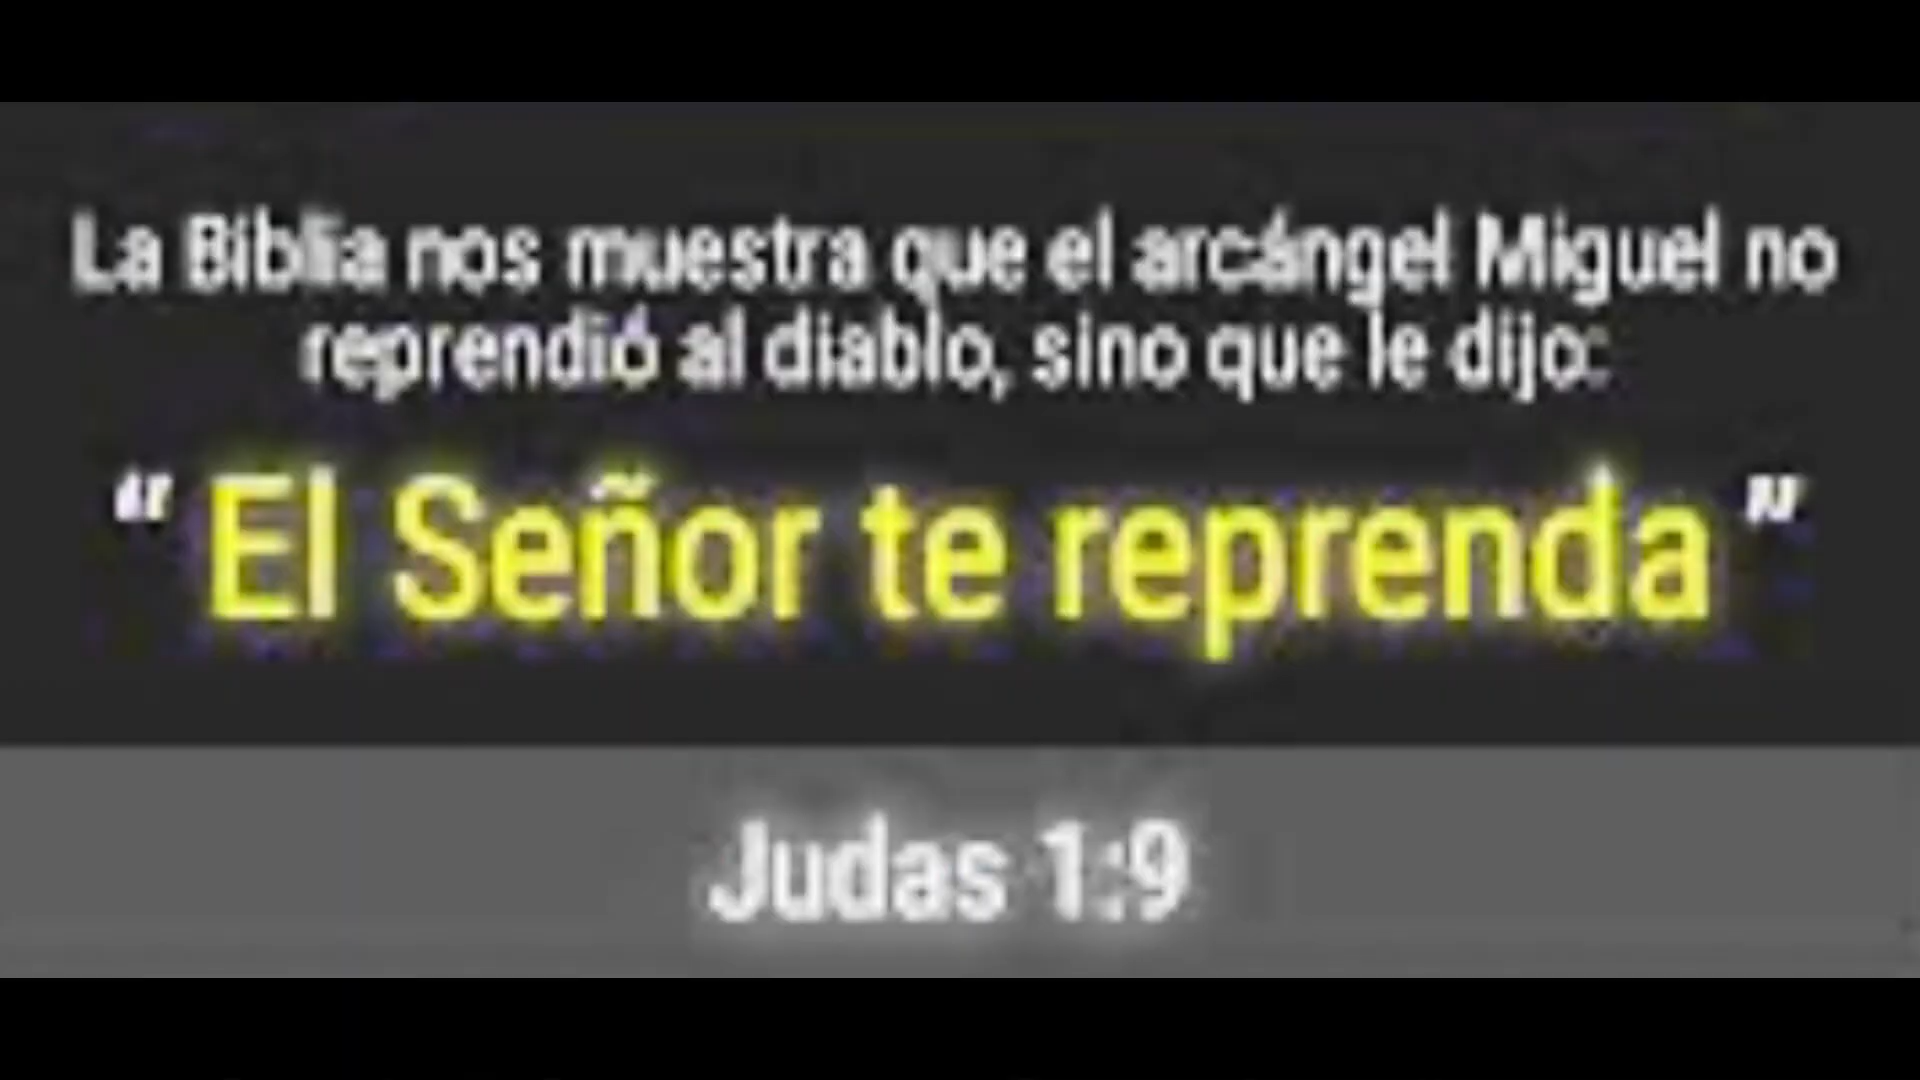 La Biblia nos muestra que el arcángel Miguel no
reprendió al diablo, sino que le dijo:
“El Señor te reprenda”
Judas 1:9